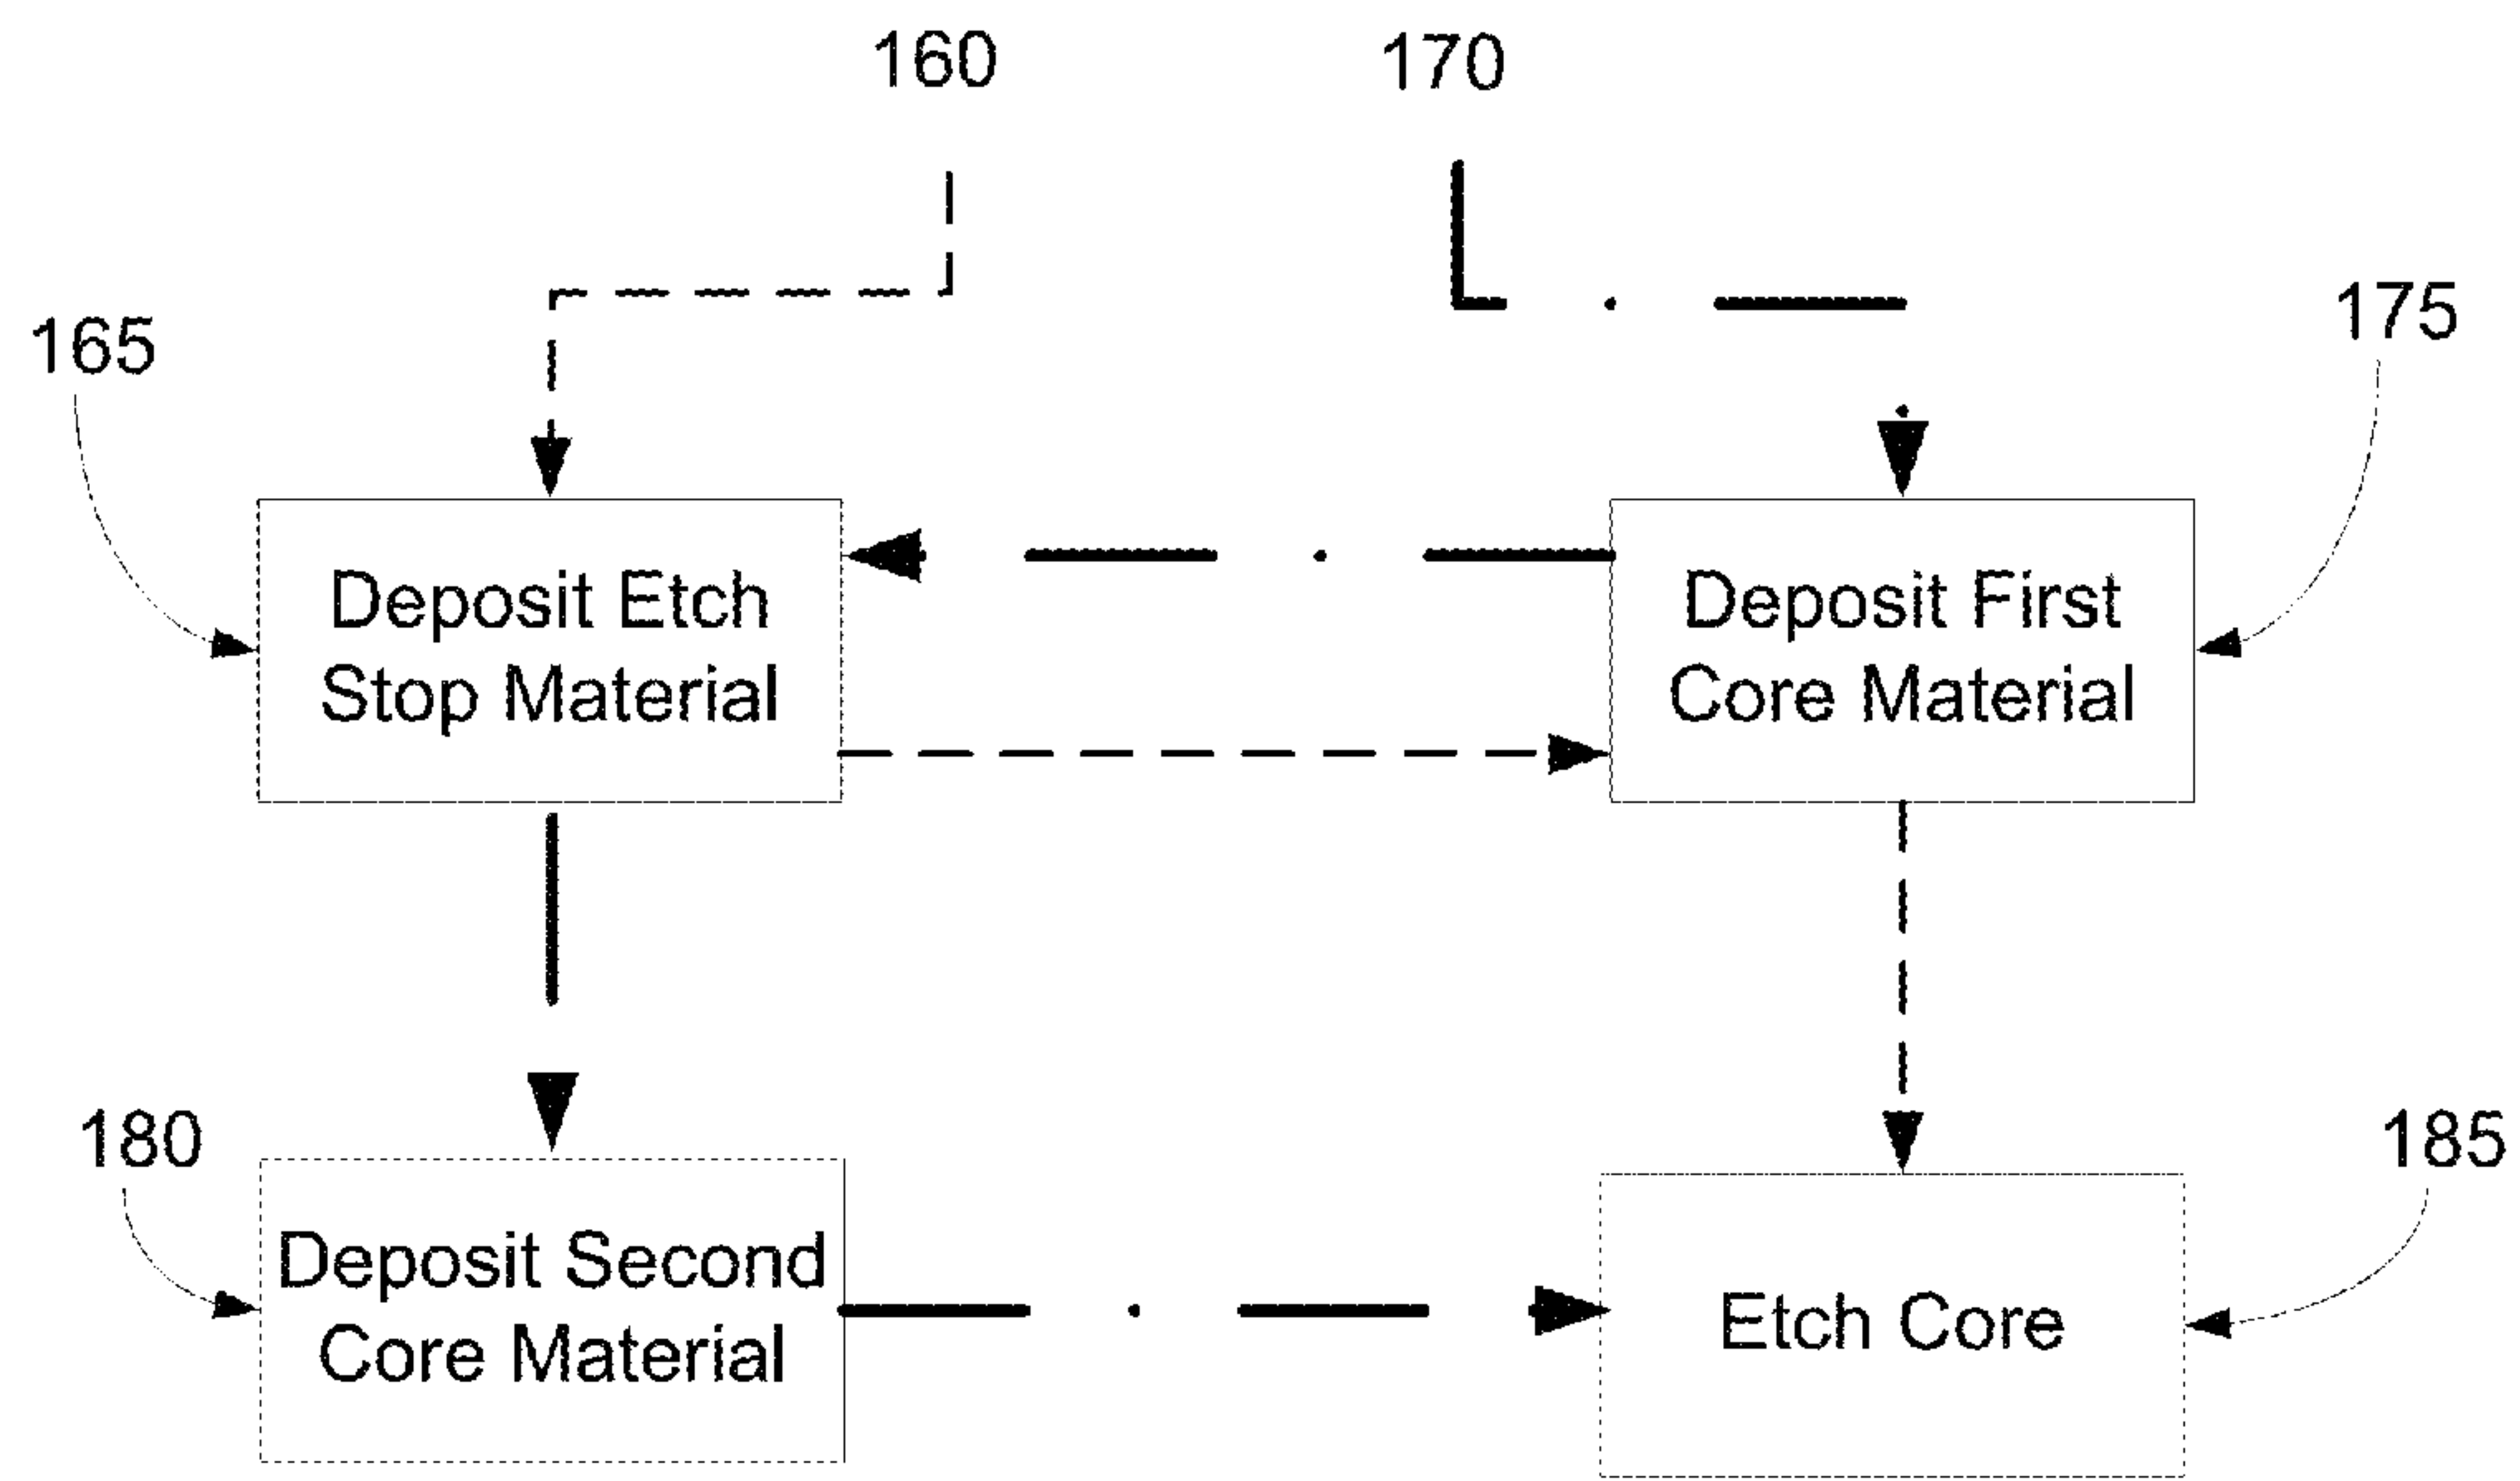 160
170
165
175
Deposit Etch
Stop Material
Deposit First
Core Material
180
185
Deposit Second
Core Material
Etch Core